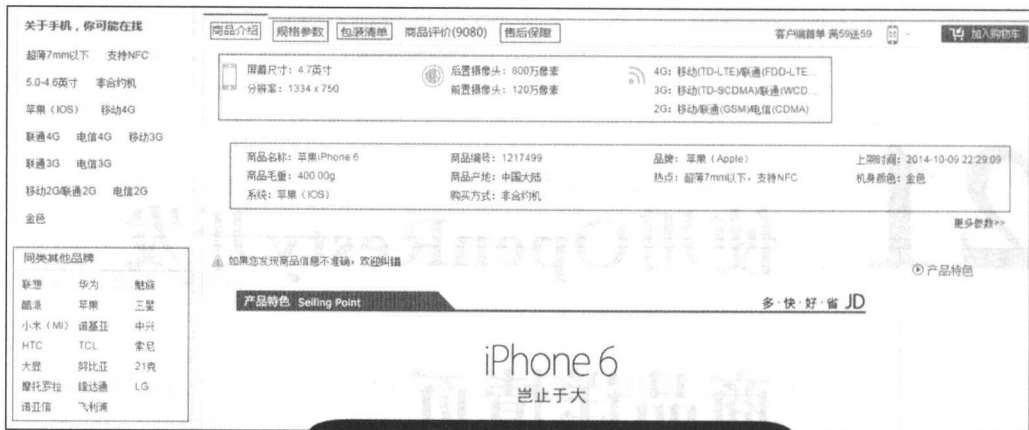 关于手机，你可能在找
超薄7mm以下 支持NFC
5.0-4.6英寸 非合约机
苹果（IOS） 移动4G
联通4G 电信4G 移动3G
联通3G 电信3G
移动2G/联通2G 电信2G
金色
同类其他品牌
联想 华为 魅族
酷派 苹果 三星
小米（MI） 诺基亚 中兴
HTC TCL 索尼
大显 努比亚 21克
摩托罗拉 锋达通 LG
诺亚信 飞利浦
商品介绍 规格参数 包装清单 商品评价(9080) 售后保障
客户端首单 满59送59 加入购物车
屏幕尺寸：4.7英寸
分辨率：1334 x 750
后置摄像头：800万像素
前置摄像头：120万像素
4G：移动(TD-LTE)/联通(FDD-LTE...
3G：移动(TD-SCDMA)/联通(WCD...
2G：移动/联通(GSM)/电信(CDMA)
商品名称：苹果iPhone 6 商品编号：1217499 品牌：苹果（Apple） 上架时间：2014-10-09 22:29:09
商品毛重：400.00g 商品产地：中国大陆 热点：超薄7mm以下，支持NFC 机身颜色：金色
系统：苹果（IOS） 购买方式：非合约机
更多参数>>
如果您发现商品信息不准确，欢迎纠错
产品特色
产品特色 Selling Point 多·快·好·省 JD
iPhone 6
岂止于大